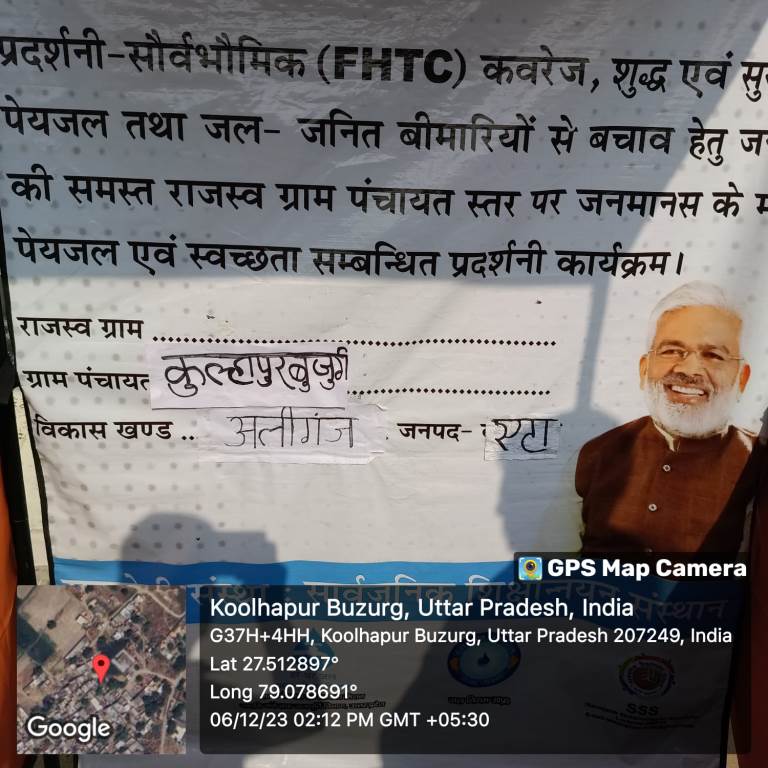 प्रदर्शनी-सौर्वभौमिक (FHTC) कवरेज, शुद्ध एवं
पेयजल तथा जल- जनित बीमारियों से बचाव हेतु
की समस्त राजस्व ग्राम पंचायत स्तर पर जनमानस के
पेयजल एवं स्वच्छता सम्बन्धित प्रदर्शनी कार्यक्रम।
राजस्व ग्राम ................................................
ग्राम पंचायत कुल्हापुरबुजुर्ग ................................
विकास खण्ड .. अलीगंज . जनपद- एटा
संस्था : सार्वजनिक शिक्षोन्नयन संस्थान
GPS Map Camera
Koolhapur Buzurg, Uttar Pradesh, India
G37H+4HH, Koolhapur Buzurg, Uttar Pradesh 207249, India
Lat 27.512897°
Long 79.078691°
06/12/23 02:12 PM GMT +05:30
Google
SSS